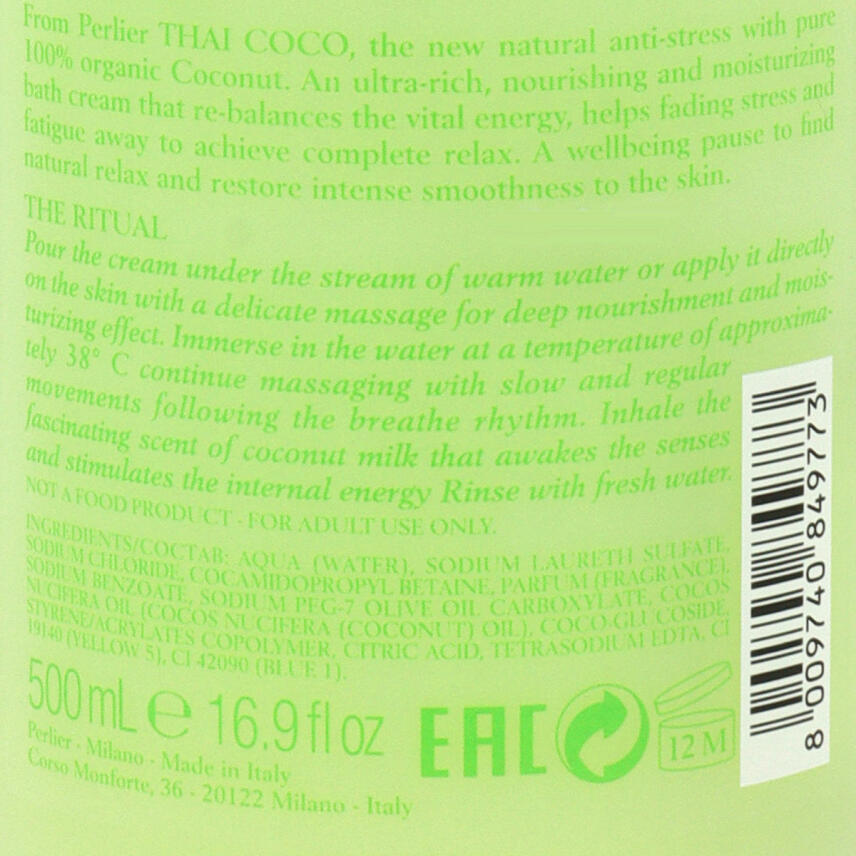 From Perlier THAI COCO, the new natural anti-stress with pure
100% organic Coconut. An ultra-rich, nourishing and moisturizing
bath cream that re-balances the vital energy, helps fading stress and
fatigue away to achieve complete relax. A wellbeing pause to find
natural relax and restore intense smoothness to the skin.
THE RITUAL
Pour the cream under the stream of warm water or apply it directly
on the skin with a delicate massage for deep nourishment and mois-
turizing effect. Immerse in the water at a temperature of approxima-
tely 38° C continue massaging with slow and regular
movements following the breathe rhythm. Inhale the
fascinating scent of coconut milk that awakes the senses
and stimulates the internal energy Rinse with fresh water.
NOT A FOOD PRODUCT - FOR ADULT USE ONLY.
INGREDIENTS/COCTAB: AQUA (WATER), SODIUM LAURETH SULFATE,
SODIUM CHLORIDE, COCAMIDOPROPYL BETAINE, PARFUM (FRAGRANCE),
SODIUM BENZOATE, SODIUM PEG-7 OLIVE OIL CARBOXYLATE, COCOS
NUCIFERA OIL (COCOS NUCIFERA (COCONUT) OIL), COCO-GLUCOSIDE,
STYRENE/ACRYLATES COPOLYMER, CITRIC ACID, TETRASODIUM EDTA, CI
19140 (YELLOW 5), CI 42090 (BLUE 1).
500 mL e 16.9 fl oz
EAC
12 M
Perlier - Milano - Made in Italy
Corso Monforte, 36 - 20122 Milano - Italy
8 009740 849773